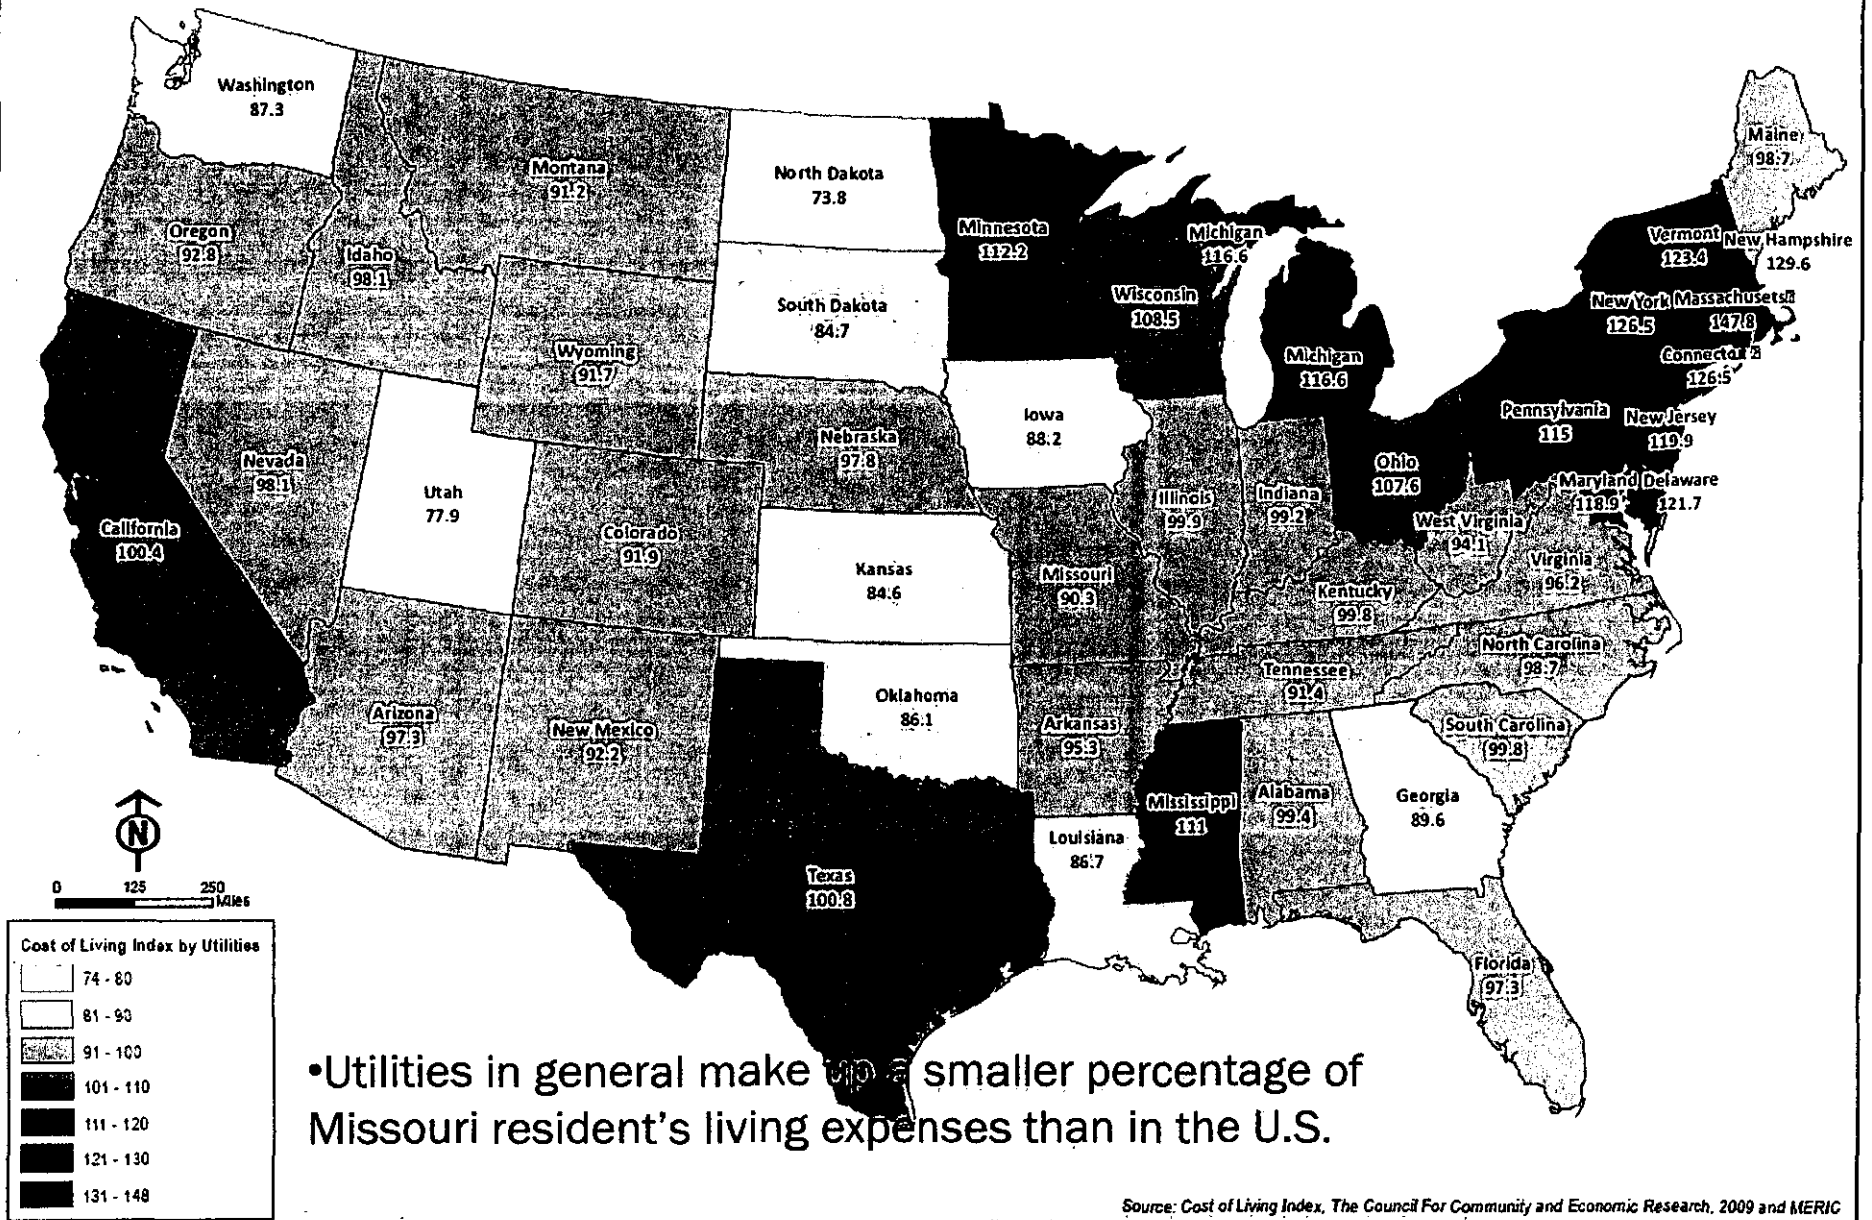 Washington
87.3
Montana
91.2
North Dakota
73.8
Minnesota
112.2
Michigan
116.6
Maine
98.7
Oregon
92.8
Idaho
98.1
Vermont
123.4
New Hampshire
129.6
South Dakota
84.7
Wisconsin
108.5
New York
126.5
Massachusets
147.8
Wyoming
91.7
Michigan
116.6
126.5
Iowa
88.2
Pennsylvania
115
New Jersey
119.9
Nebraska
97.8
Nevada
98.1
Utah
77.9
Illinois
99.9
Indiana
99.2
Ohio
107.6
Maryland
118.9
Delaware
121.7
California
100.4
Colorado
91.9
Kansas
84.6
Missouri
90.3
West Virginia
94.1
Virginia
96.2
Kentucky
99.8
North Carolina
98.7
Tennessee
91.4
Arizona
97.3
New Mexico
92.2
Oklahoma
86.1
Arkansas
95.3
South Carolina
99.8
Mississippi
111
Alabama
99.4
Georgia
89.6
Louisiana
86.7
Texas
100.8
Florida
97.3
N
0 125 250
Miles
Cost of Living Index by Utilities
74 - 80
81 - 90
91 - 100
101 - 110
111 - 120
121 - 130
131 - 148
•Utilities in general make up a smaller percentage of
Missouri resident's living expenses than in the U.S.
Source: Cost of Living Index, The Council For Community and Economic Research, 2009 and MERIC